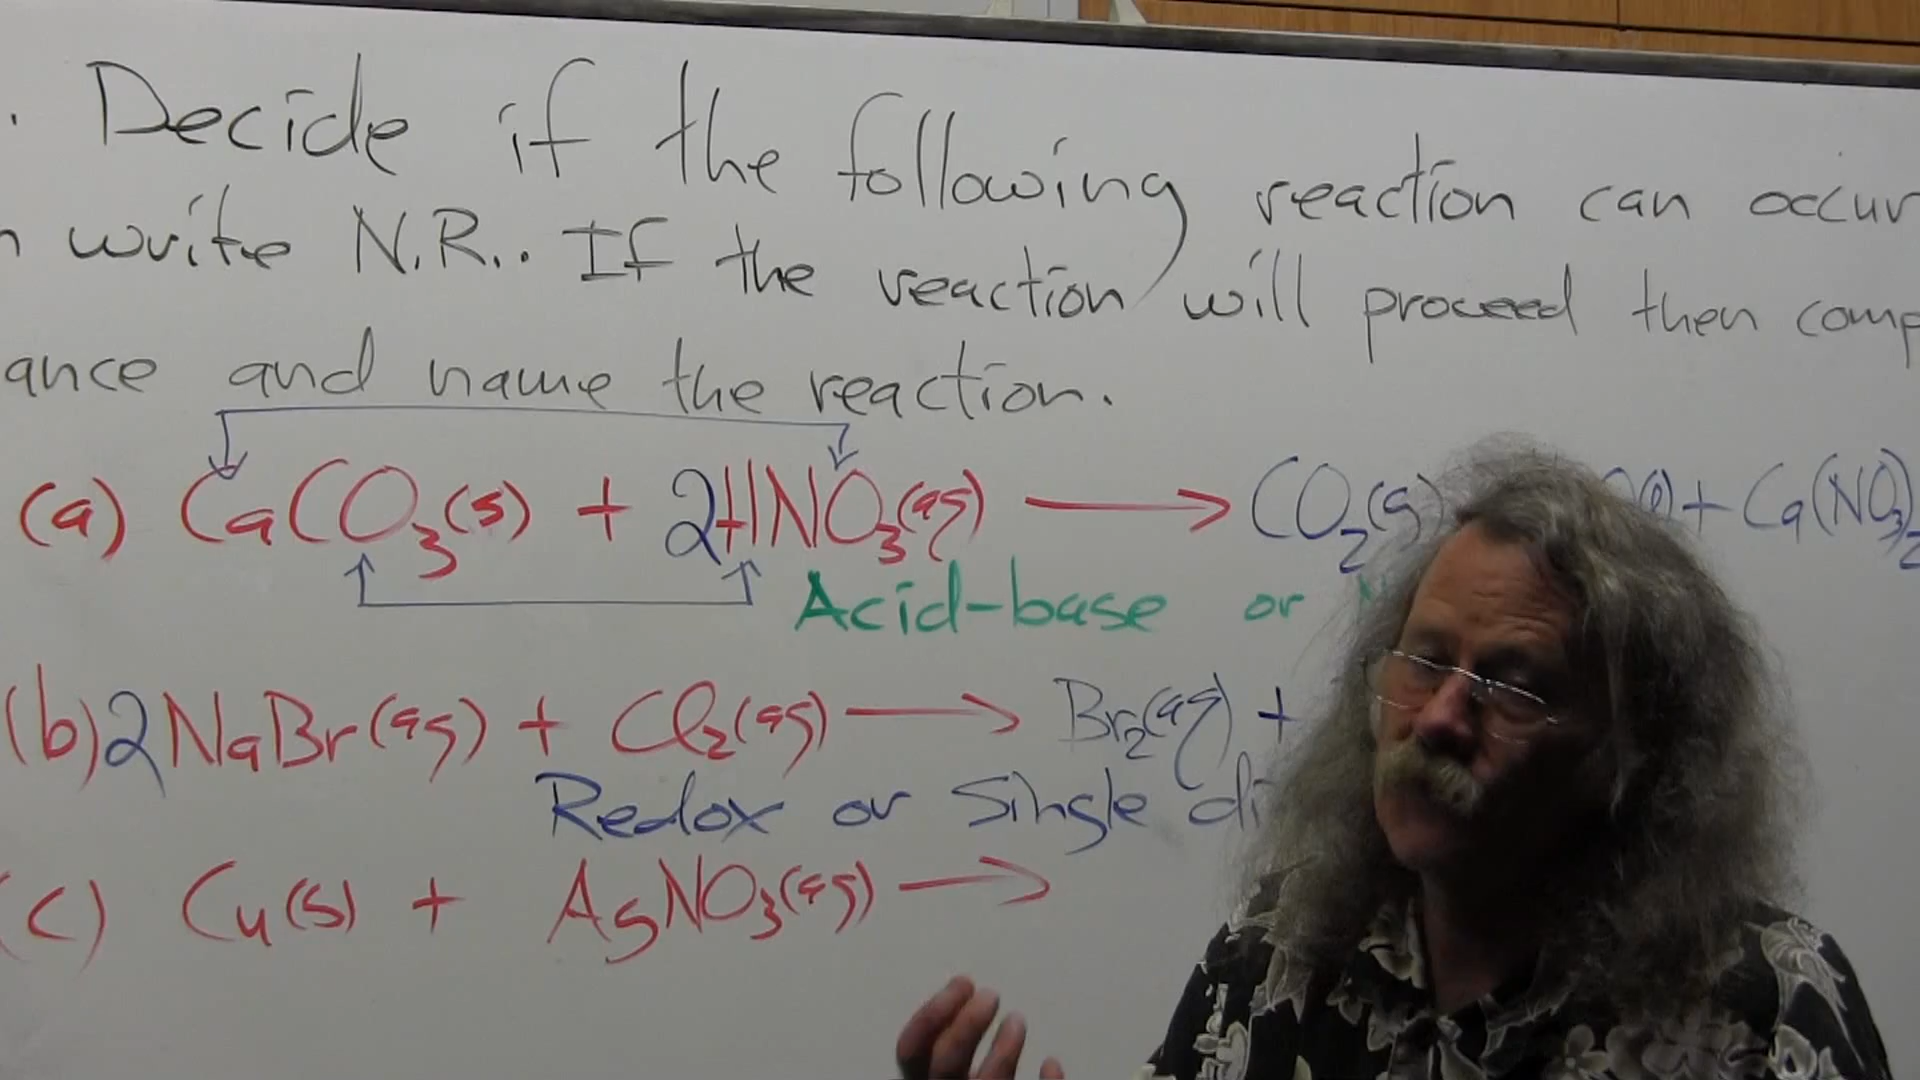 . Decide if the following reaction can occur
n write N.R.. If the reaction will proceed then comp
ance and name the reaction.
(a) CaCO₃(s) + 2HNO₃(aq) → CO₂(g) O(l) + Ca(NO₃)₂
Acid-base or N
(b) 2NaBr(aq) + Cl₂(aq) → Br₂(aq) +
Redox or Single di
(c) Cu(s) + AgNO₃(aq) →